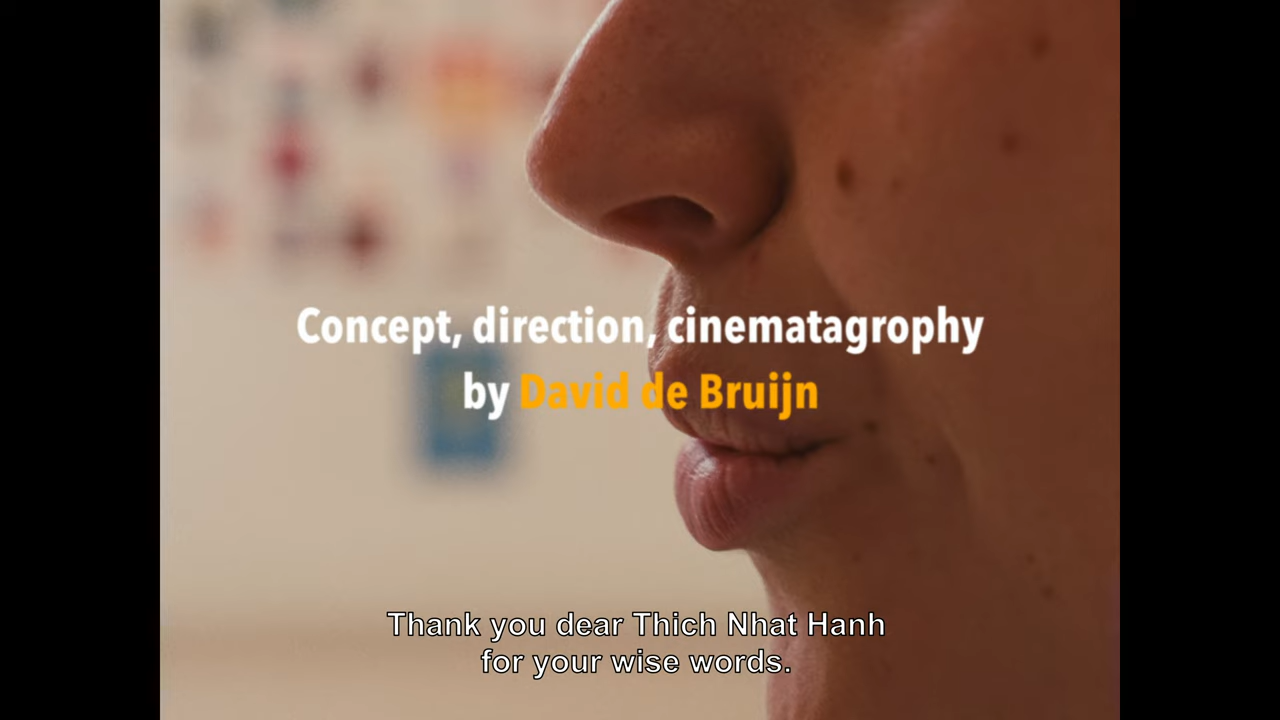 Concept, direction, cinematagrophy
by David de Bruijn
Thank you dear Thich Nhat Hanh
for your wise words.